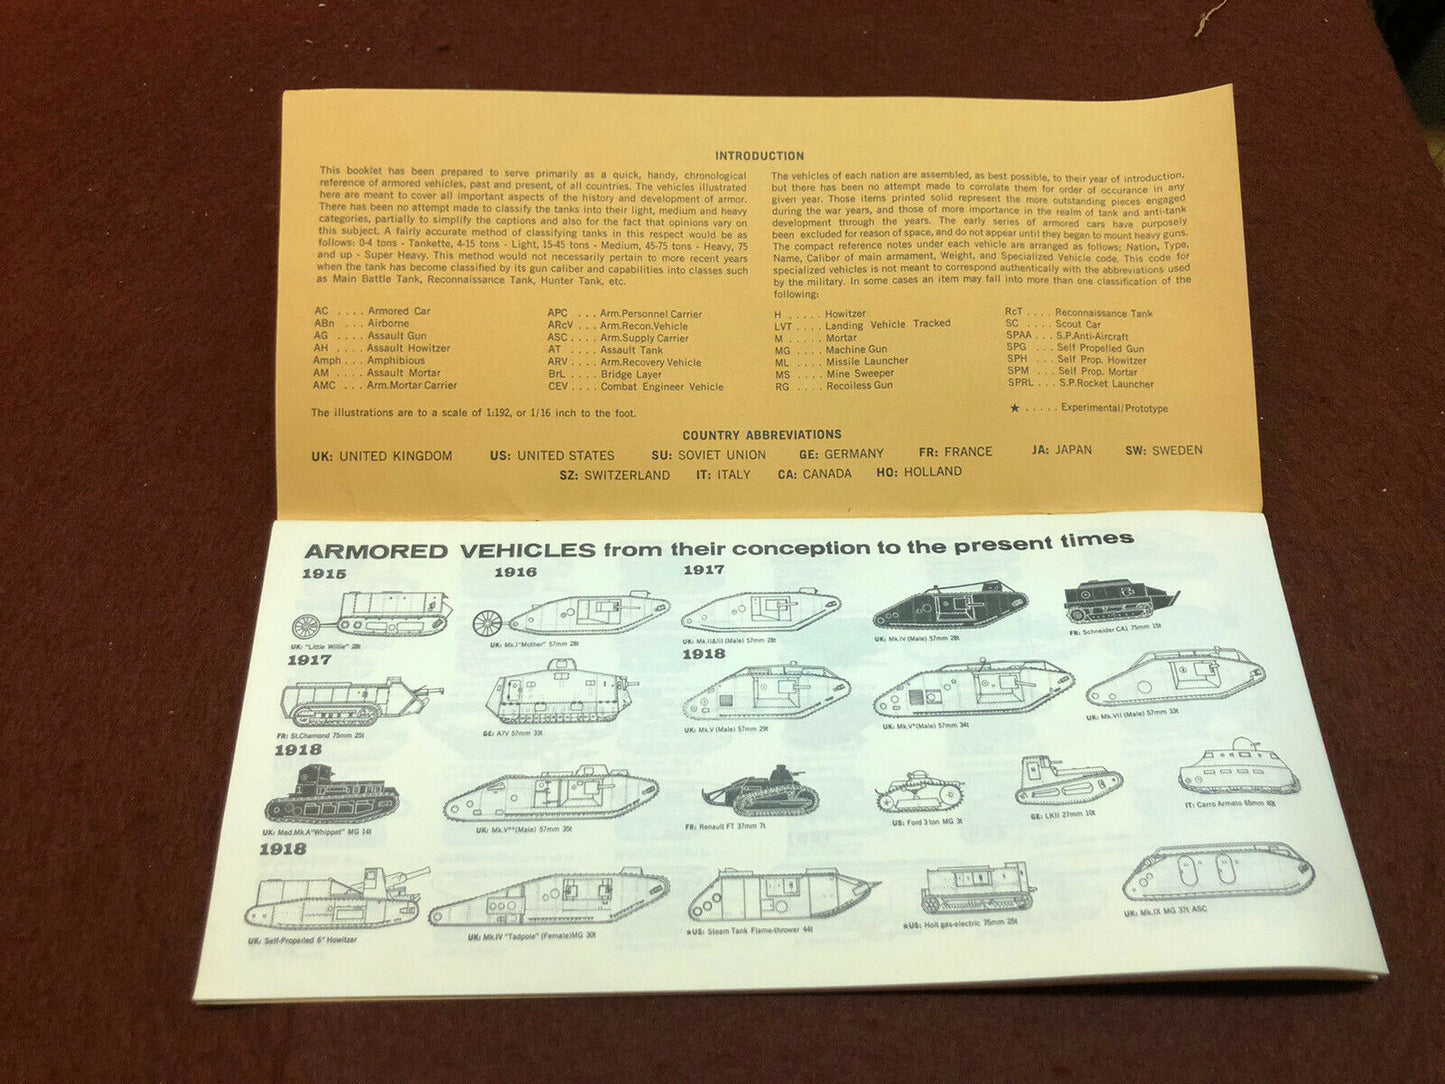 INTRODUCTION
This booklet has been prepared to serve primarily as a quick, handy, chronological
reference of armored vehicles, past and present, of all countries. The vehicles illustrated
here are meant to cover all important aspects of the history and development of armor.
There has been no attempt made to classify the tanks into their light, medium and heavy
categories, partially to simplify the captions and also for the fact that opinions vary on
this subject. A fairly accurate method of classifying tanks in this respect would be as
follows: 0-4 tons - Tankette, 4-15 tons - Light, 15-45 tons - Medium, 45-75 tons - Heavy, 75
and up - Super Heavy. This method would not necessarily pertain to more recent years
when the tank has become classified by its gun caliber and capabilities into classes such
as Main Battle Tank, Reconnaissance Tank, Hunter Tank, etc.
The vehicles of each nation are assembled, as best possible, to their year of introduction,
but there has been no attempt made to corrolate them for order of occurance in any
given year. Those items printed solid represent the more outstanding pieces engaged
during the war years, and those of more importance in the realm of tank and anti-tank
development through the years. The early series of armored cars have purposely
been excluded for reason of space, and do not appear until they began to mount heavy guns.
The compact reference notes under each vehicle are arranged as follows; Nation, Type,
Name, Calibre of main armament, Weight, and Specialized Vehicle code. This code for
specialized vehicles is not meant to correspond authentically with the abbreviations used
by the military. In some cases an item may fall into more than one classification of the
following:
AC .... Armored Car
ABn ... Airborne
AG .... Assault Gun
AH .... Assault Howitzer
Amph ... Amphibious
AM .... Assault Mortar
AMC ... Arm.Mortar Carrier
APC ... Arm.Personnel Carrier
ARcV ... Arm.Recon.Vehicle
ASC ... Arm.Supply Carrier
AT .... Assault Tank
ARV ... Arm.Recovery Vehicle
BrL .... Bridge Layer
CEV ... Combat Engineer Vehicle
H ..... Howitzer
LVT .... Landing Vehicle Tracked
M ..... Mortar
MG .... Machine Gun
ML .... Missile Launcher
MS .... Mine Sweeper
RG .... Recoiless Gun
RcT .... Reconnaissance Tank
SC .... Scout Car
SPAA ... S.P.Anti-Aircraft
SPG ... Self Propelled Gun
SPH ... Self Prop. Howitzer
SPM ... Self Prop. Mortar
SPRL ... S.P.Rocket Launcher
The illustrations are to a scale of 1:192, or 1/16 inch to the foot.
★ ..... Experimental/Prototype
COUNTRY ABBREVIATIONS
UK: UNITED KINGDOM US: UNITED STATES SU: SOVIET UNION GE: GERMANY FR: FRANCE JA: JAPAN SW: SWEDEN
SZ: SWITZERLAND IT: ITALY CA: CANADA HO: HOLLAND
ARMORED VEHICLES from their conception to the present times
1915 1916 1917
UK: "Little Willie" 28t
UK: Mk.I"Mother" 57mm 28t
UK: Mk.II&III (Male) 57mm 28t
UK: Mk.IV (Male) 57mm 28t
FR: Schneider CA1 75mm 15t
1917 1918
FR: St.Chamond 75mm 25t
GE: A7V 57mm 33t
UK: Mk.V (Male) 57mm 29t
UK: Mk.V*(Male) 57mm 34t
UK: Mk.VII (Male) 57mm 33t
1918
UK: Med.Mk.A"Whippet" MG 14t
UK: Mk.V**(Male) 57mm 35t
FR: Renault FT 37mm 7t
US: Ford 3 ton MG 3t
GE: LKII 27mm 10t
IT: Carro Armato 65mm 40t
1918
UK: Self-Propelled 6" Howitzer
UK: Mk.IV "Tadpole" (Female)MG 30t
★US: Steam Tank Flame-thrower 44t
★US: Holt gas-electric 75mm 25t
UK: Mk.IX MG 37t ASC